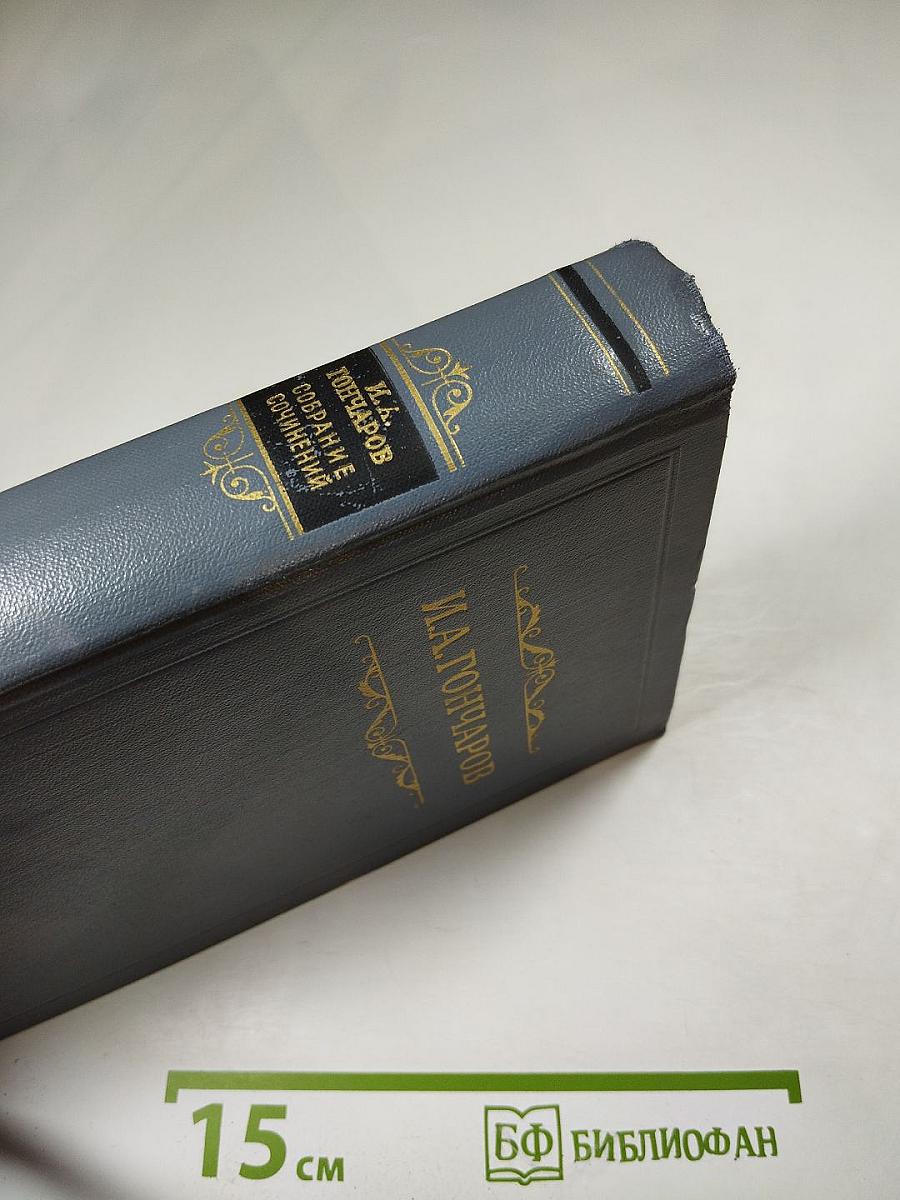 И.А.
ГОНЧАРОВ
СОБРАНИЕ
СОЧИНЕНИЙ
И.А.ГОНЧАРОВ
15 см
БФ БИБЛИОФАН